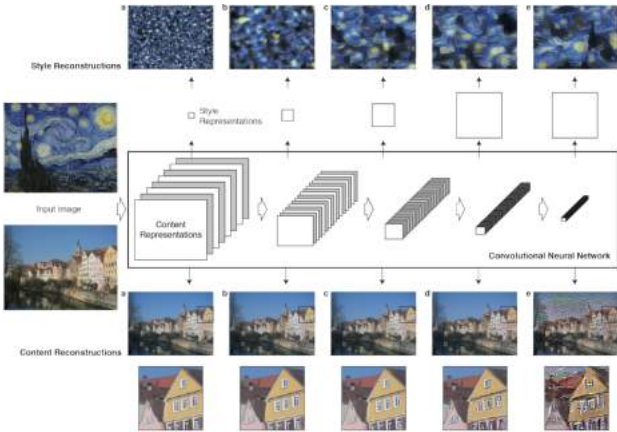 a b c d e
Style Reconstructions
Style
Representations
Input image
Content
Representations
Convolutional Neural Network
a b c d e
Content Reconstructions